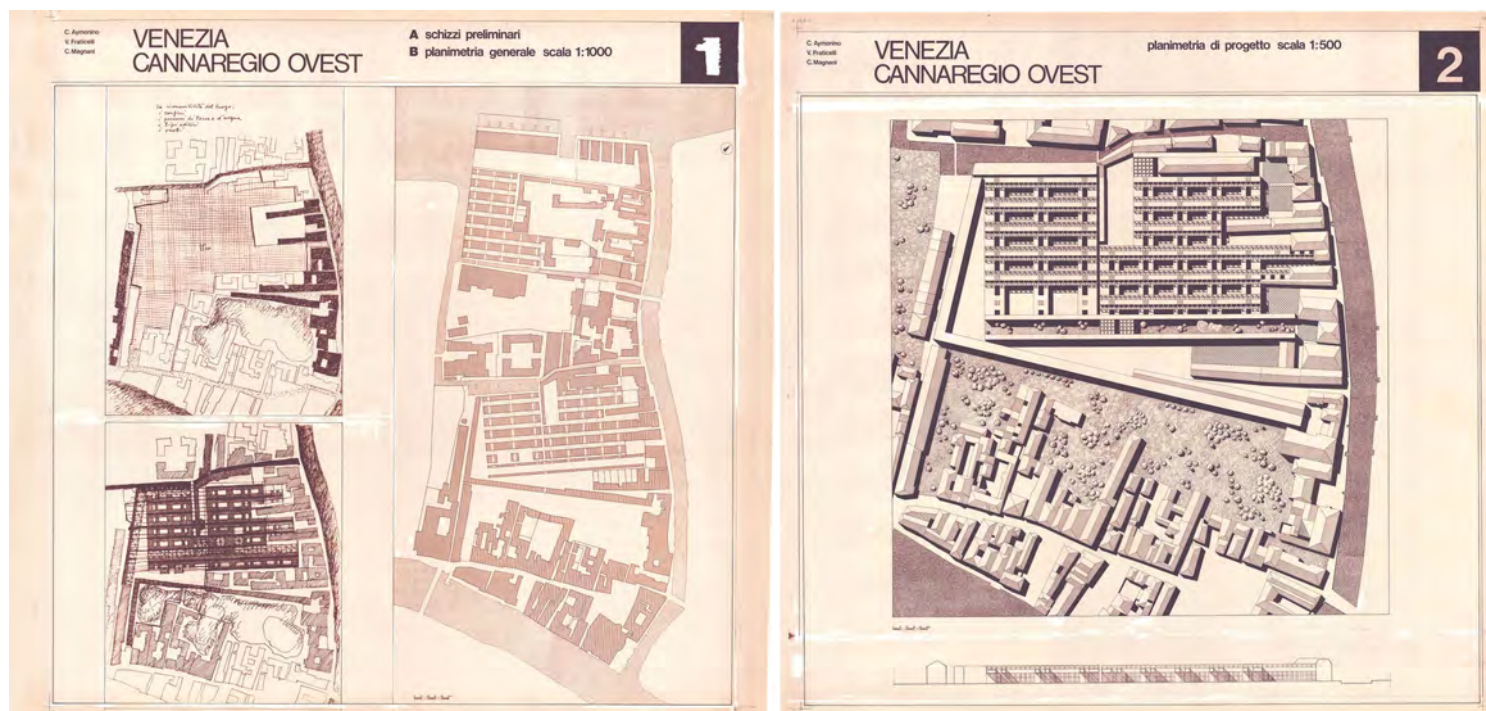 C. Aymonino
V. Fraticelli
C. Magnani
VENEZIA
CANNAREGIO OVEST
A schizzi preliminari
B planimetria generale scala 1:1000
1
C. Aymonino
V. Fraticelli
C. Magnani
VENEZIA
CANNAREGIO OVEST
planimetria di progetto scala 1:500
2